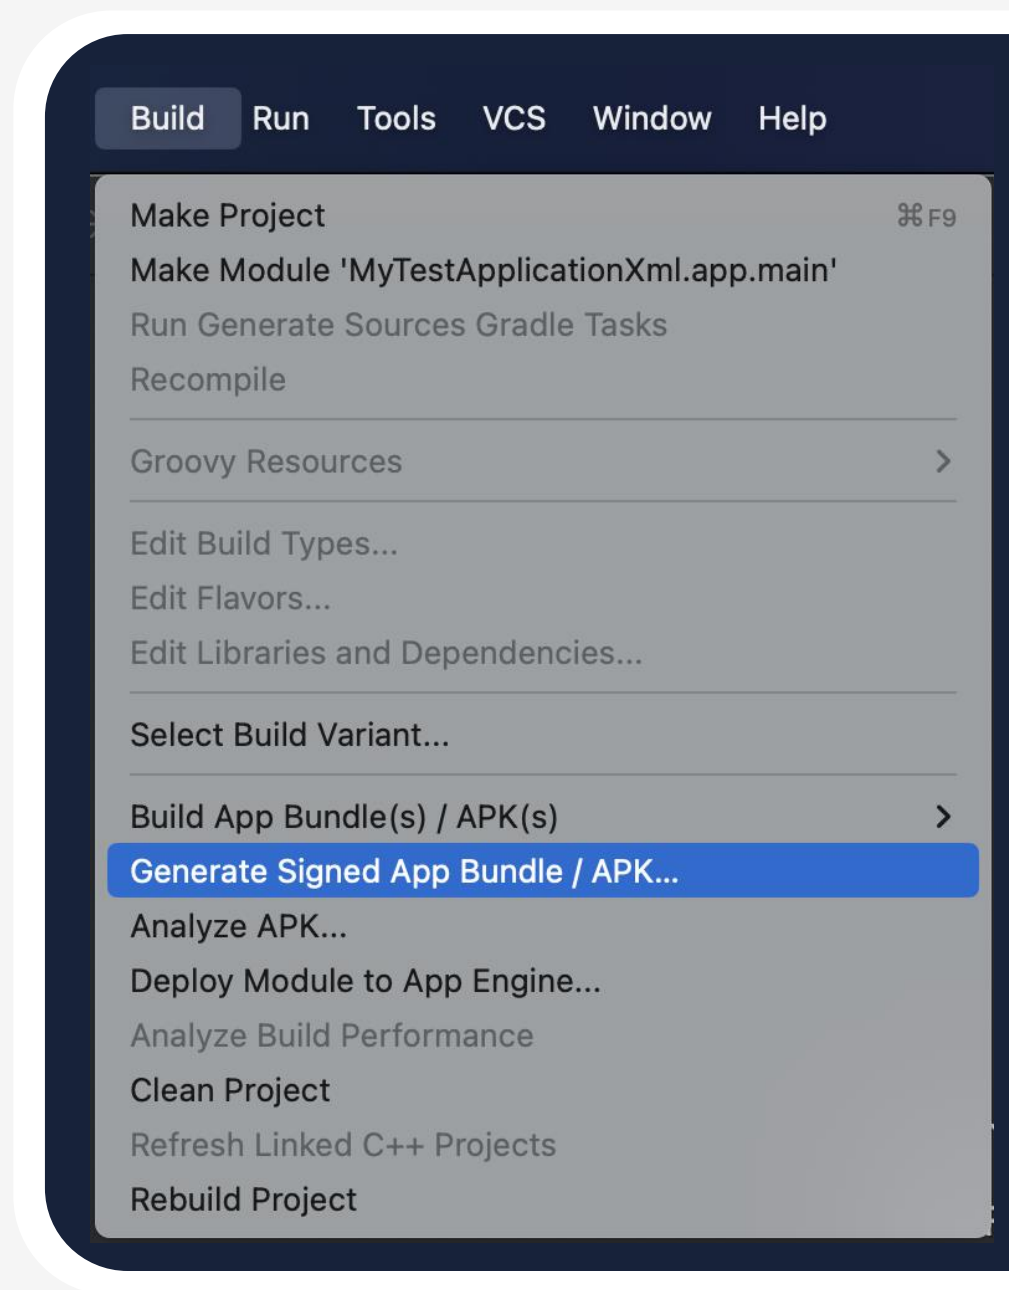 Build Run Tools VCS Window Help
Make Project ⌘F9
Make Module 'MyTestApplicationXml.app.main'
Run Generate Sources Gradle Tasks
Recompile
Groovy Resources
Edit Build Types...
Edit Flavors...
Edit Libraries and Dependencies...
Select Build Variant...
Build App Bundle(s) / APK(s)
Generate Signed App Bundle / APK...
Analyze APK...
Deploy Module to App Engine...
Analyze Build Performance
Clean Project
Refresh Linked C++ Projects
Rebuild Project